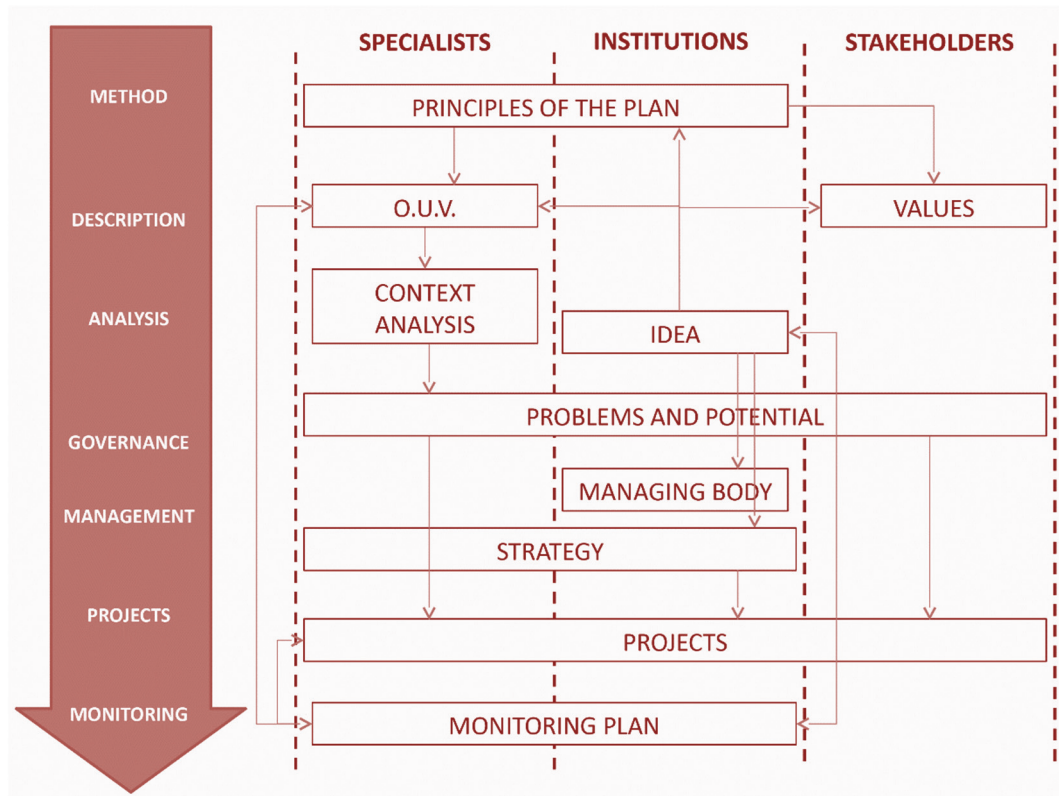 SPECIALISTS
INSTITUTIONS
STAKEHOLDERS
METHOD
PRINCIPLES OF THE PLAN
DESCRIPTION
O.U.V.
VALUES
ANALYSIS
CONTEXT
ANALYSIS
IDEA
PROBLEMS AND POTENTIAL
GOVERNANCE
MANAGING BODY
MANAGEMENT
STRATEGY
PROJECTS
PROJECTS
MONITORING
MONITORING PLAN